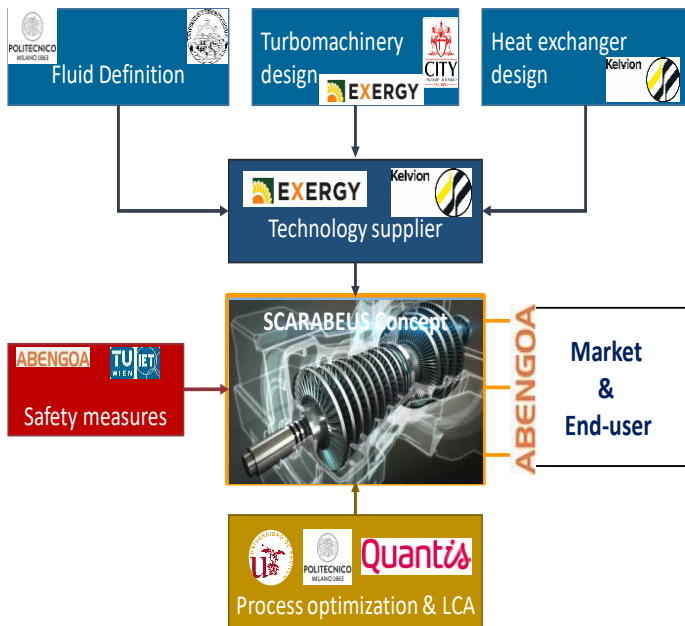 POLITECNICO
MILANO 1863
Fluid Definition
Turbomachinery
design
CITY
EXERGY
Heat exchanger
design
Kelvion
EXERGY
Kelvion
Technology supplier
SCARABEUS Concept
ABENGOA
TU IET
WIEN
Safety measures
ABENGOA
Market
&
End-user
U
POLITECNICO
MILANO 1863
Quantis
Process optimization & LCA